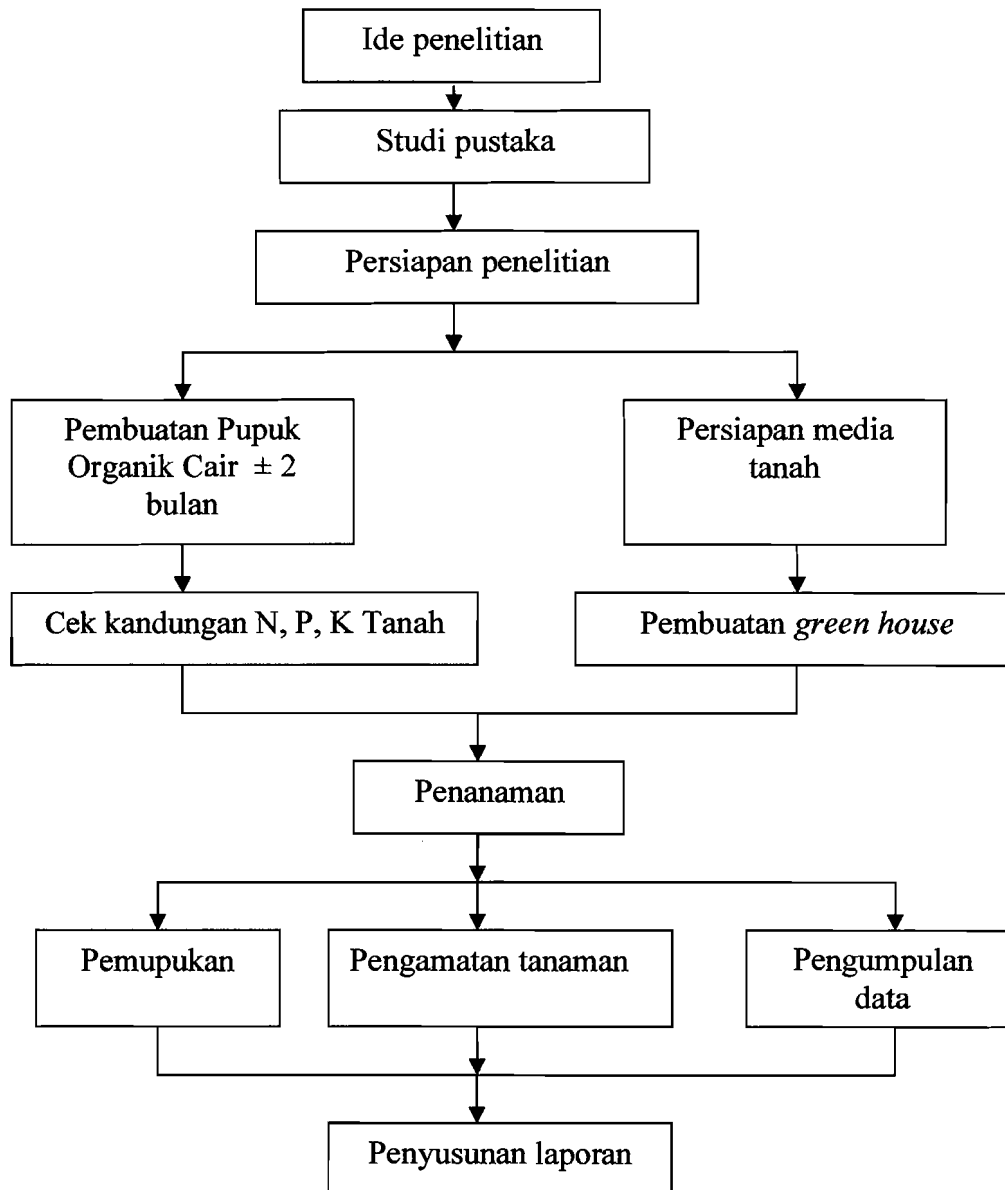 Ide penelitian
Studi pustaka
Persiapan penelitian
Pembuatan Pupuk
Organik Cair ± 2
bulan
Persiapan media
tanah
Cek kandungan N, P, K Tanah
Pembuatan green house
Penanaman
Pemupukan
Pengamatan tanaman
Pengumpulan
data
Penyusunan laporan